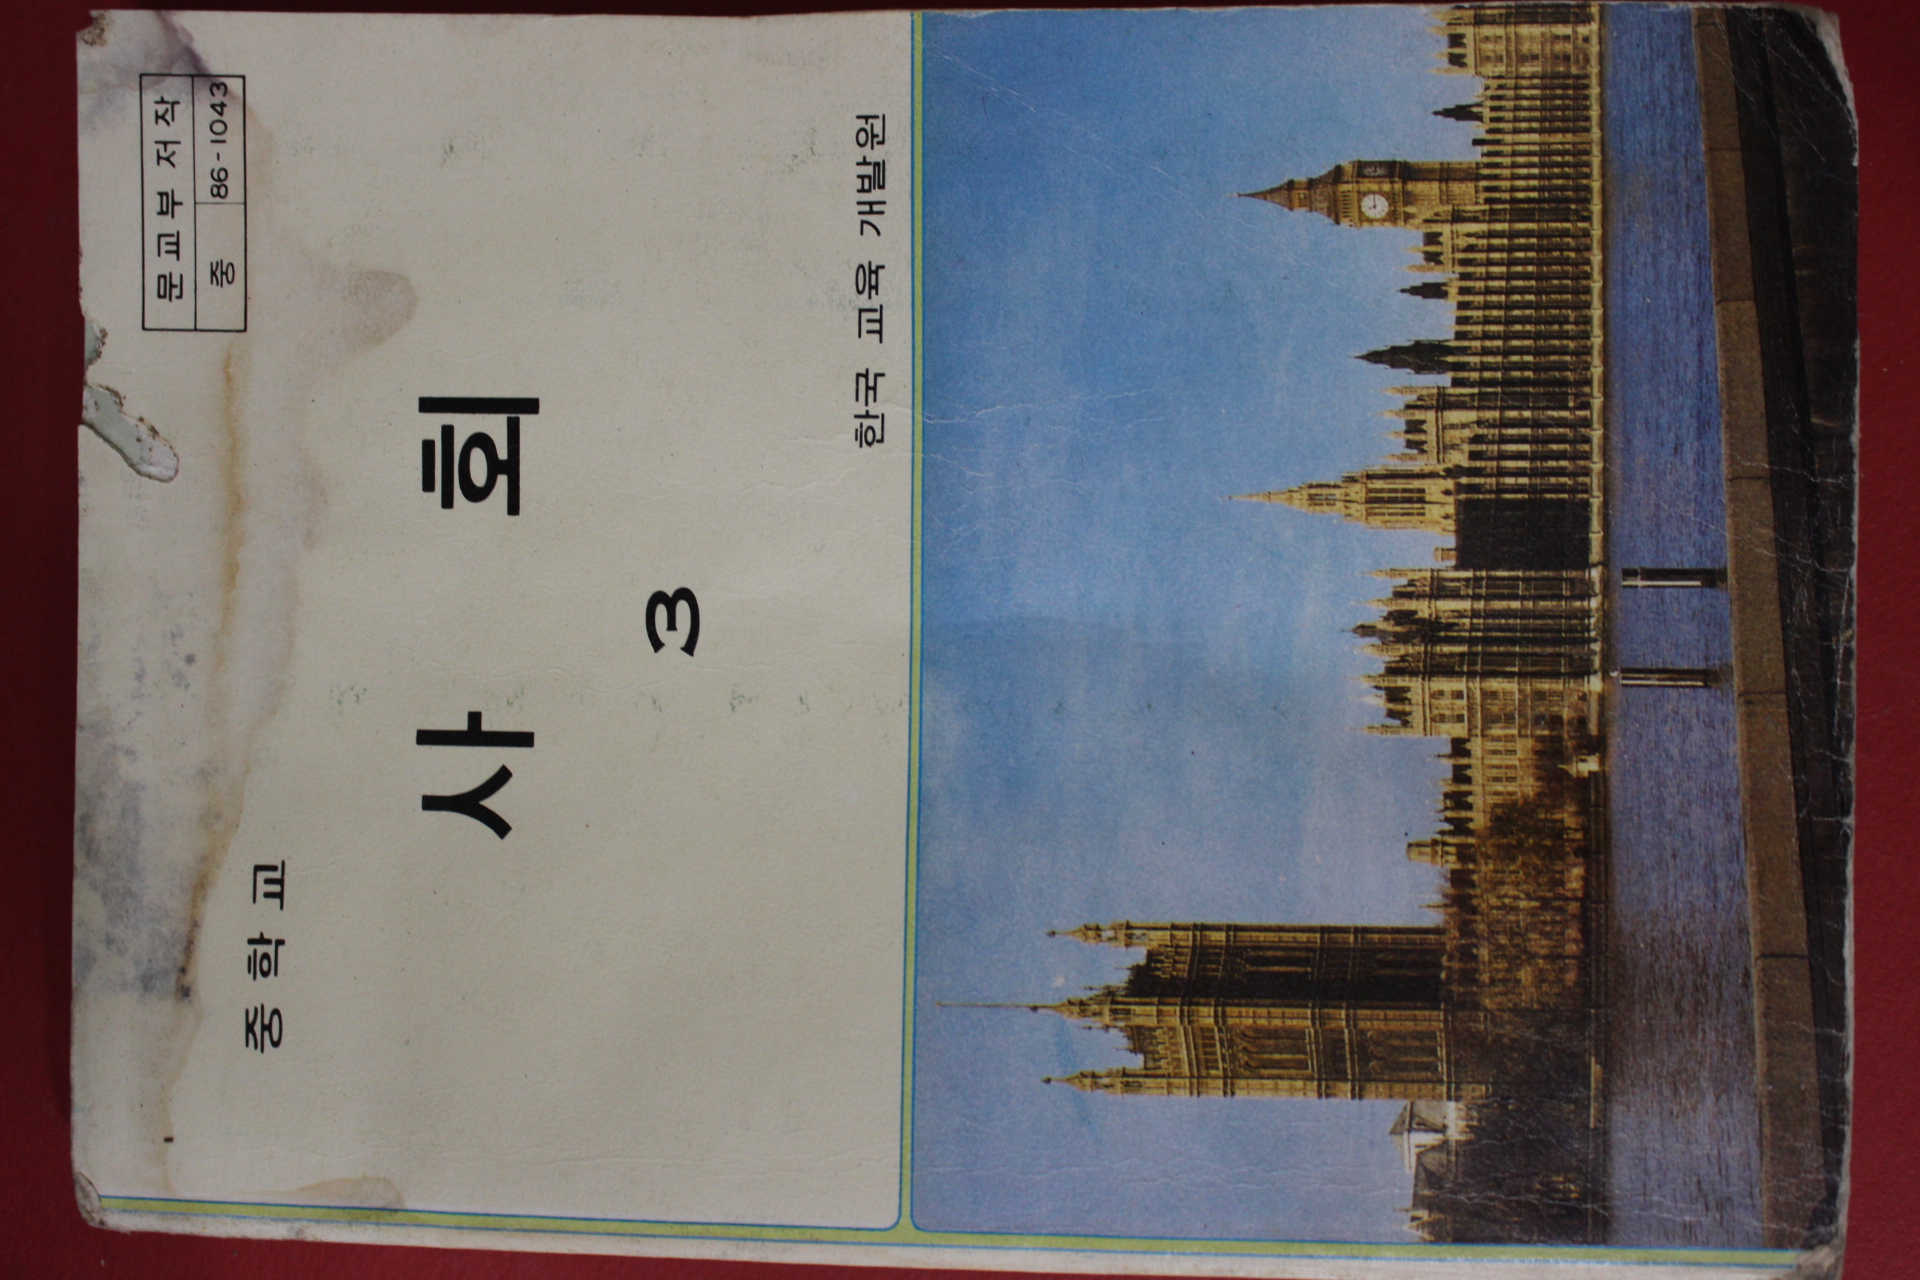 문교부 저작
중 86-1043
중학교
사회
3
한국 교육 개발원